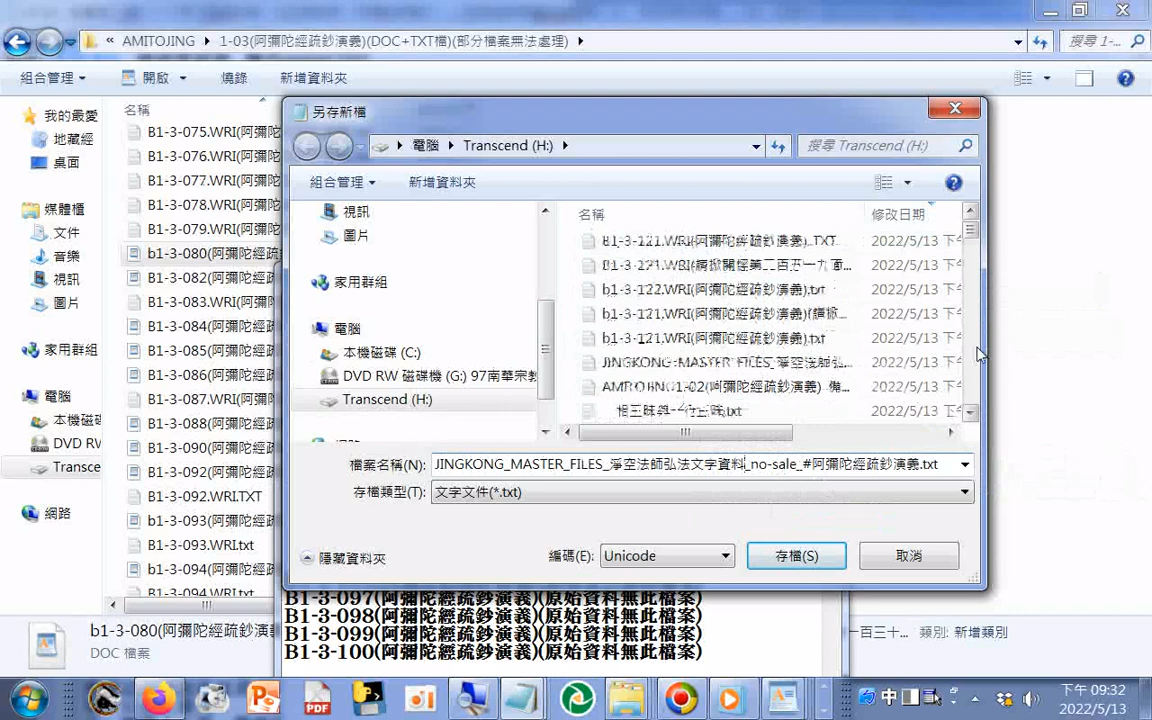 « AMITOJING ▸ 1-03(阿彌陀經疏鈔演義)(DOC+TXT檔)(部分檔案無法處理) ▸
搜尋 1-...
組合管理
開啟
燒錄
新增資料夾
我的最愛
地藏經
桌面
媒體櫃
文件
音樂
視訊
圖片
家用群組
電腦
本機磁碟
DVD RW
Transce
網路
名稱
B1-3-075.WRI(阿彌陀
B1-3-076.WRI(阿彌陀
B1-3-077.WRI(阿彌陀
B1-3-078.WRI(阿彌陀
B1-3-079.WRI(阿彌陀
b1-3-080(阿彌陀經疏
B1-3-082(阿彌陀經疏
B1-3-083.WRI(阿彌陀
B1-3-084(阿彌陀經疏
B1-3-085(阿彌陀經疏
B1-3-086(阿彌陀經疏
B1-3-087(阿彌陀經疏
B1-3-088(阿彌陀經疏
B1-3-090(阿彌陀經疏
B1-3-092.WRI.TXT
b1-3-093(阿彌陀經疏
B1-3-093.WRI.txt
b1-3-094(阿彌陀經疏
B1-3-094.WRI.txt
另存新檔
▸ 電腦 ▸ Transcend (H:) ▸
搜尋 Transcend (H:)
組合管理
新增資料夾
視訊
圖片
家用群組
電腦
本機磁碟 (C:)
DVD RW 磁碟機 (G:) 97南華宗教
Transcend (H:)
名稱
修改日期
2022/5/13 下午
2022/5/13 下午
b1-3-122.WRI(阿彌陀經疏鈔演義).txt 2022/5/13 下午
2022/5/13 下午
b1-3-121.WRI(阿彌陀經疏鈔演義).txt 2022/5/13 下午
2022/5/13 下午
2022/5/13 下午
2022/5/13 下午
檔案名稱(N): JINGKONG_MASTER_FILES_淨空法師弘法文字資料_no-sale_#阿彌陀經疏鈔演義.txt
存檔類型(T): 文字文件(*.txt)
隱藏資料夾
編碼(E): Unicode
存檔(S)
取消
B1-3-097(阿彌陀經疏鈔演義)(原始資料無此檔案)
B1-3-098(阿彌陀經疏鈔演義)(原始資料無此檔案)
B1-3-099(阿彌陀經疏鈔演義)(原始資料無此檔案)
B1-3-100(阿彌陀經疏鈔演義)(原始資料無此檔案)
b1-3-080(阿彌陀經疏鈔演義
DOC 檔案
一百三十... 類別: 新增類別
中
下午 09:32
2022/5/13